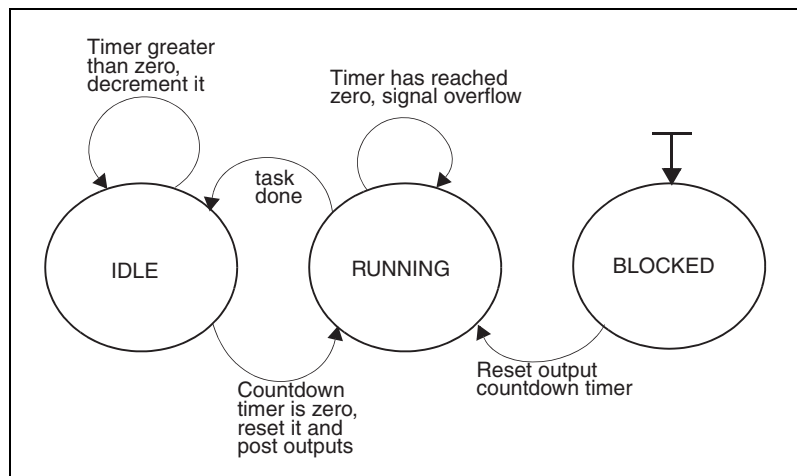 Timer greater
than zero,
decrement it
Timer has reached
zero, signal overflow
task
done
IDLE
RUNNING
BLOCKED
Countdown
timer is zero,
reset it and
post outputs
Reset output
countdown timer